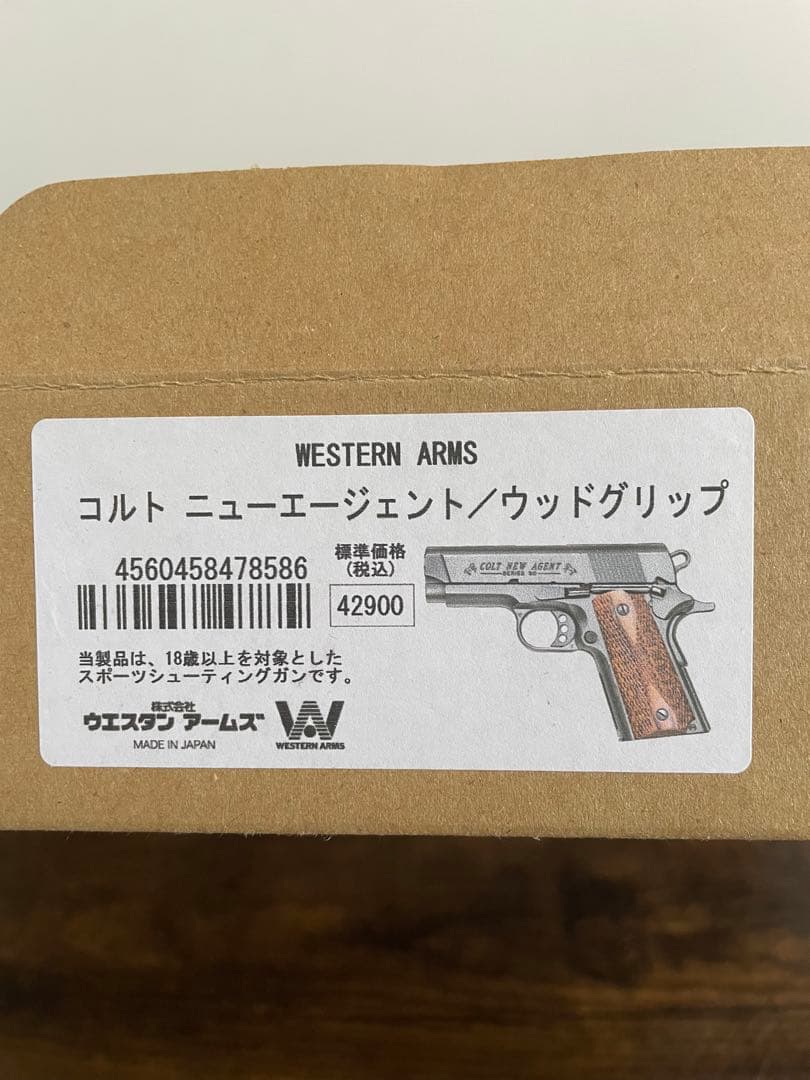 WESTERN ARMS
コルト ニューエージェント／ウッドグリップ
4560458478586
標準価格
(税込)
42900
COLT NEW AGENT
SERIES 90
当製品は、18歳以上を対象とした
スポーツシューティングガンです。
株式会社
ウエスタン アームズ
MADE IN JAPAN
WESTERN ARMS